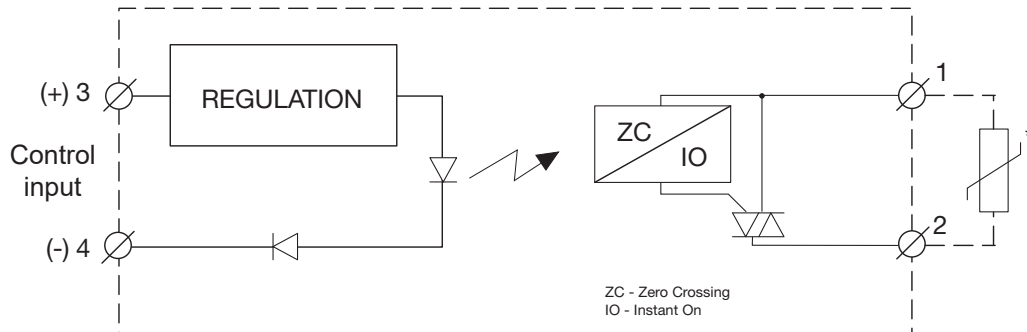 (+) 3
REGULATION
1
ZC
IO
Control
input
(-) 4
2
ZC - Zero Crossing
IO - Instant On